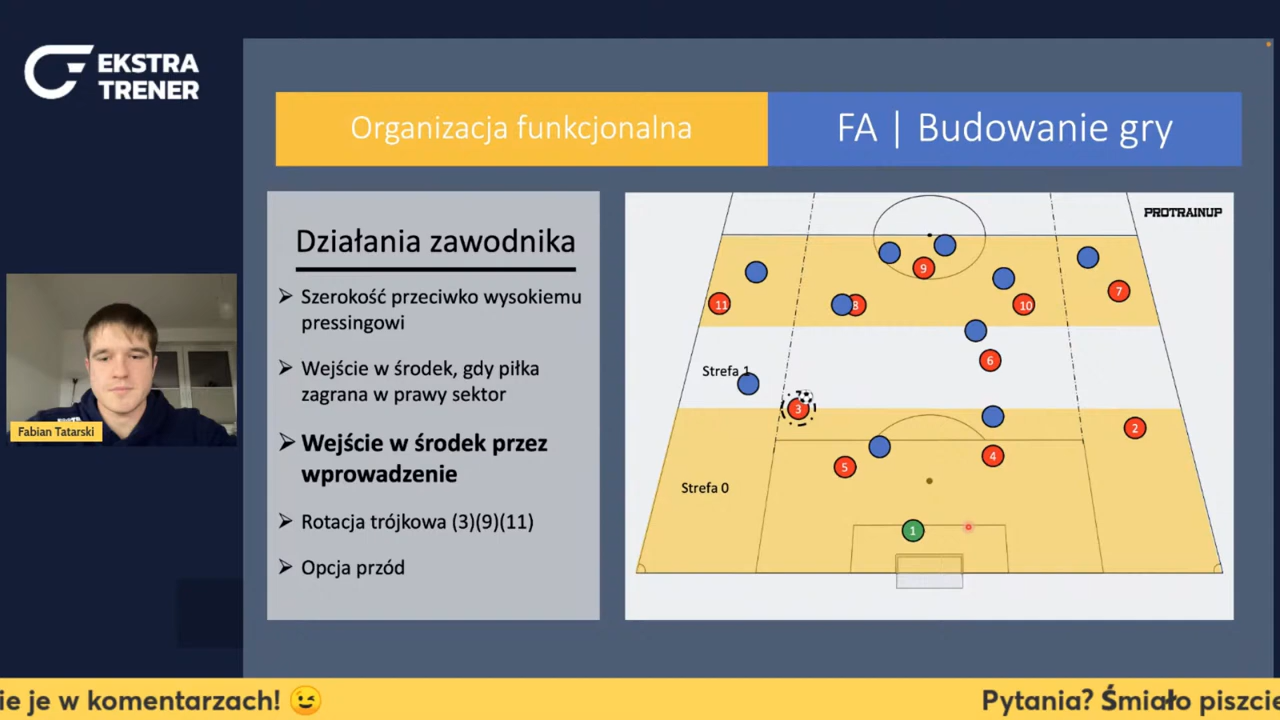 EKSTRA
TRENER
Organizacja funkcjonalna
FA | Budowanie gry
Działania zawodnika
Szerokość przeciwko wysokiemu
pressingowi
Wejście w środek, gdy piłka
zagrana w prawy sektor
Wejście w środek przez
wprowadzenie
Rotacja trójkowa (3)(9)(11)
Opcja przód
PROTRAINUP
9
7
11
8
10
6
Strefa 1
3
2
4
5
Strefa 0
1
Fabian Tatarski
ie je w komentarzach! 😉
Pytania? Śmiało piszcie